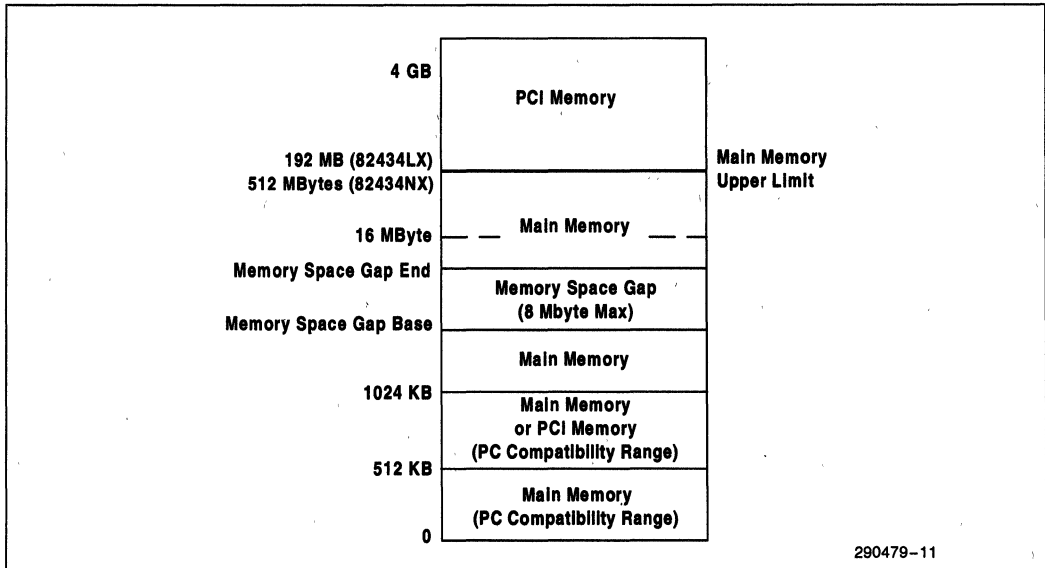 4 GB
PCI Memory
192 MB (82434LX)
512 MBytes (82434NX)
Main Memory
Upper Limit
16 MByte
Main Memory
Memory Space Gap End
Memory Space Gap
(8 Mbyte Max)
Memory Space Gap Base
Main Memory
1024 KB
Main Memory
or PCI Memory
(PC Compatibility Range)
512 KB
Main Memory
(PC Compatibility Range)
0
290479-11